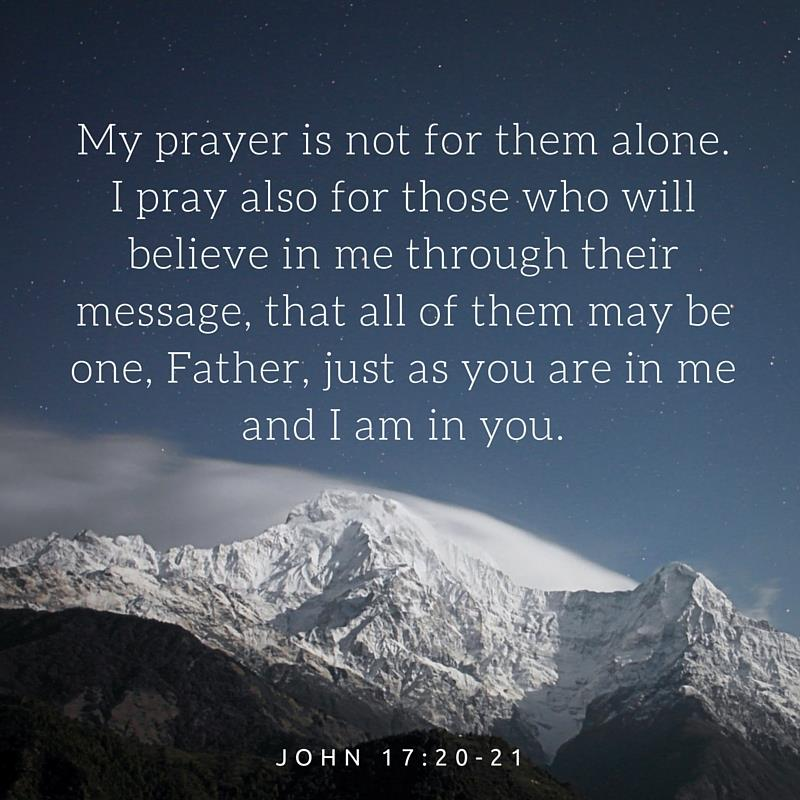 My prayer is not for them alone.
I pray also for those who will
believe in me through their
message, that all of them may be
one, Father, just as you are in me
and I am in you.
JOHN 17:20-21